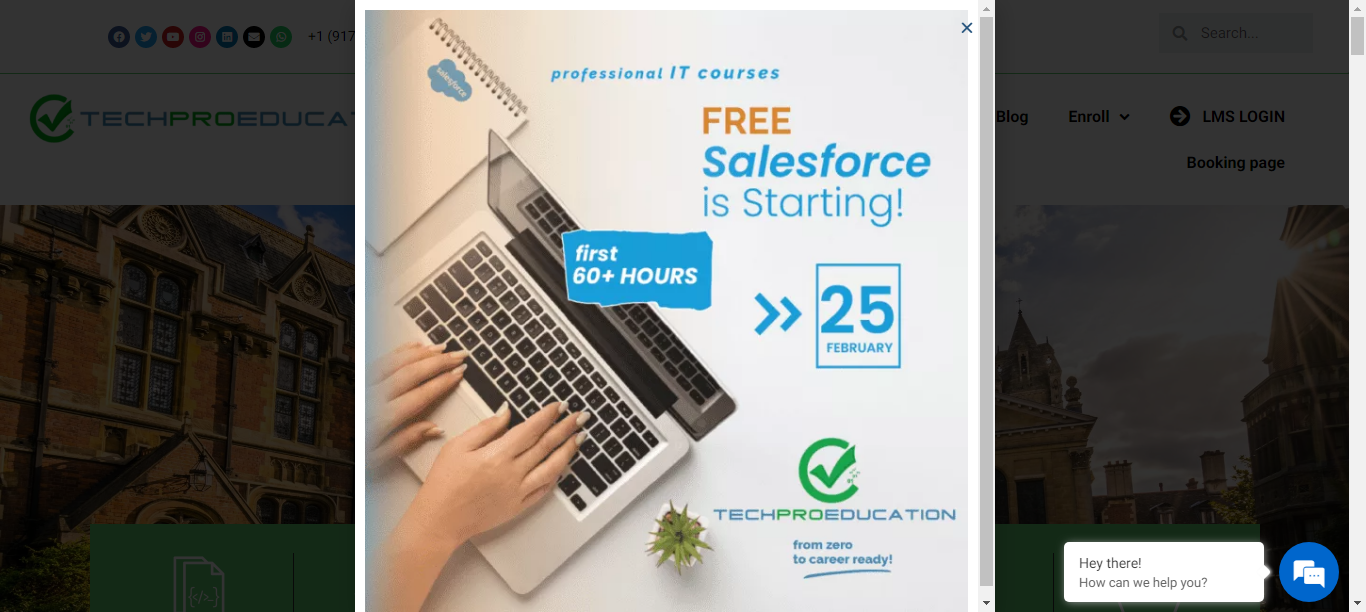 +1 (917
Search...
TECHPROEDUCAT
Blog
Enroll
LMS LOGIN
Booking page
salesforce
professional IT courses
FREE
Salesforce
is Starting!
first
60+ HOURS
25
FEBRUARY
TECHPROEDUCATION
from zero
to career ready!
Hey there!
How can we help you?